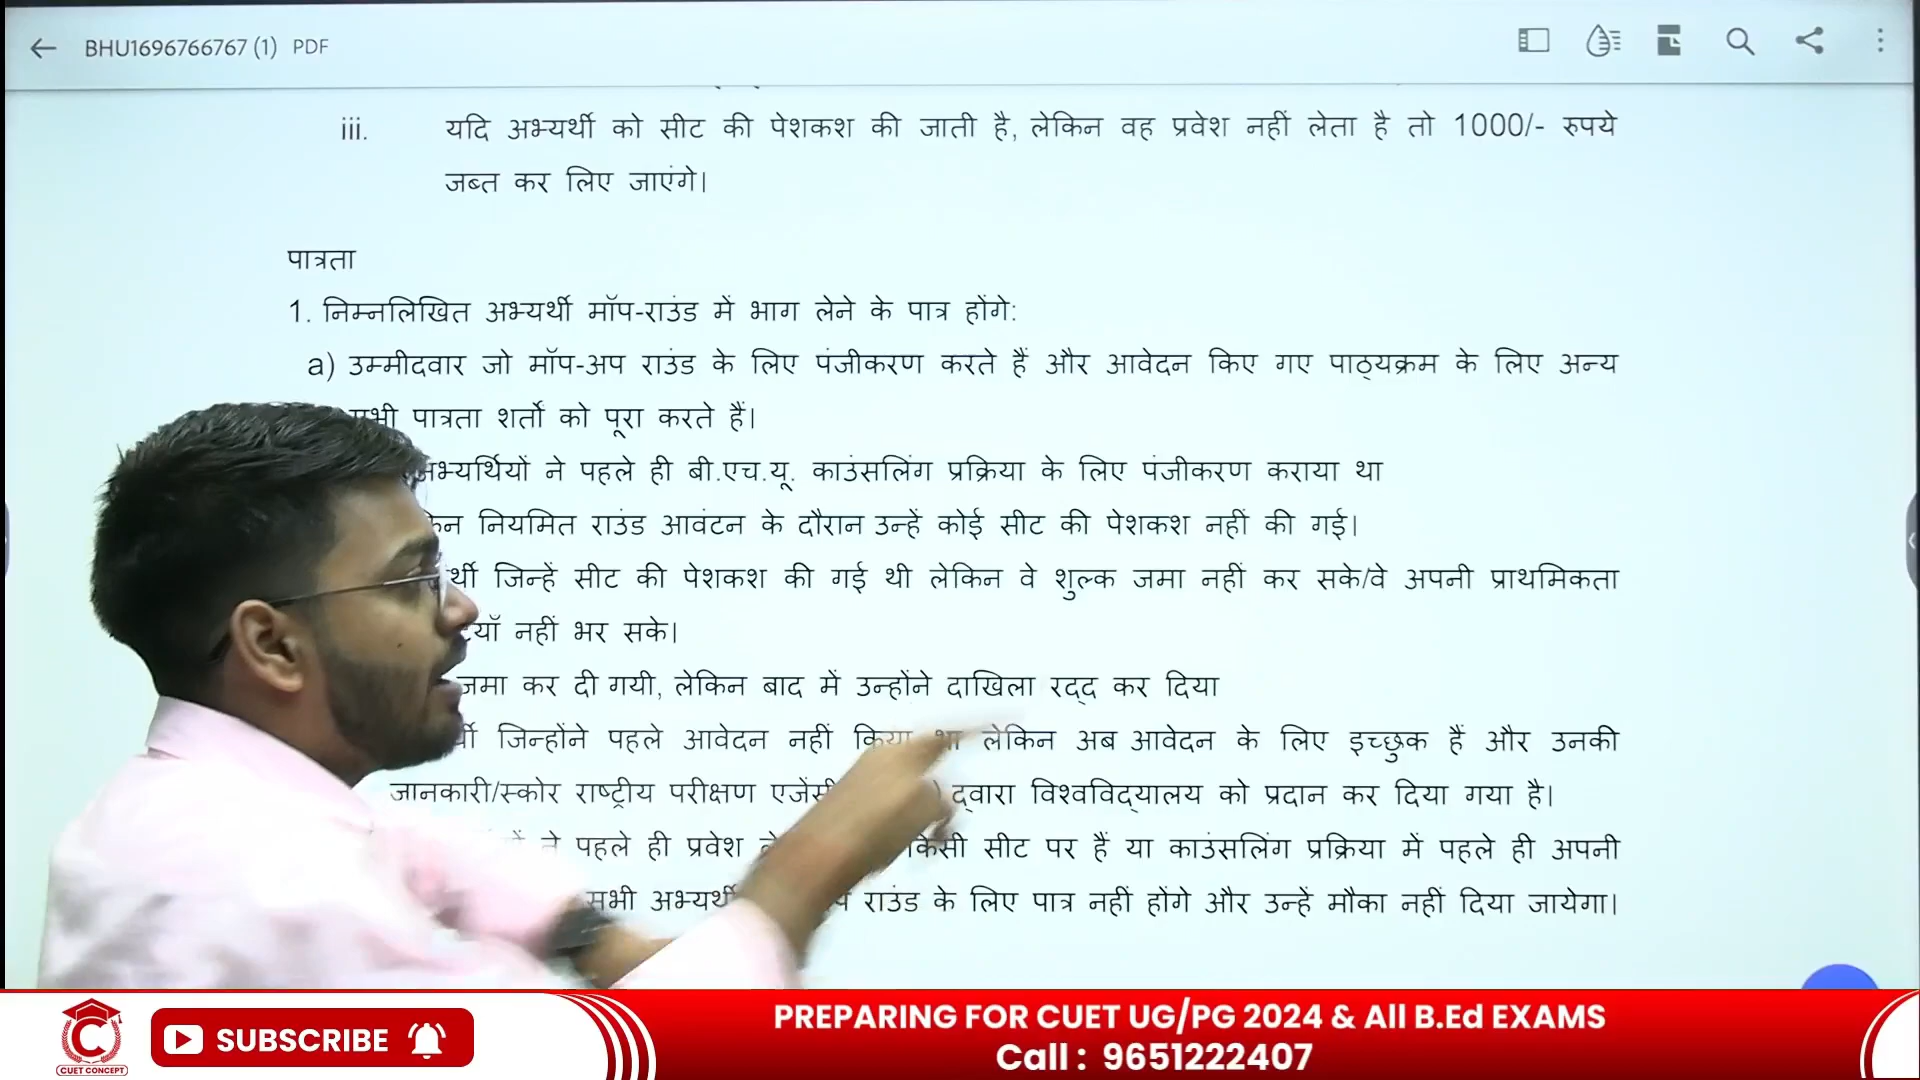 BHU1696766767 (1) PDF
iii. यदि अभ्यर्थी को सीट की पेशकश की जाती है, लेकिन वह प्रवेश नहीं लेता है तो 1000/- रुपये
जब्त कर लिए जाएंगे।
पात्रता
1. निम्नलिखित अभ्यर्थी मॉप-राउंड में भाग लेने के पात्र होंगे:
a) उम्मीदवार जो मॉप-अप राउंड के लिए पंजीकरण करते हैं और आवेदन किए गए पाठ्यक्रम के लिए अन्य
पात्रता शर्तों को पूरा करते हैं।
अभ्यर्थियों ने पहले ही बी.एच.यू. काउंसलिंग प्रक्रिया के लिए पंजीकरण कराया था
नियमित राउंड आवंटन के दौरान उन्हें कोई सीट की पेशकश नहीं की गई।
जिन्हें सीट की पेशकश की गई थी लेकिन वे शुल्क जमा नहीं कर सके/वे अपनी प्राथमिकता
नहीं भर सके।
जमा कर दी गयी, लेकिन बाद में उन्होंने दाखिला रद्द कर दिया
जिन्होंने पहले आवेदन नहीं किया था लेकिन अब आवेदन के लिए इच्छुक हैं और उनकी
जानकारी/स्कोर राष्ट्रीय परीक्षण एजेंसी द्वारा विश्वविद्यालय को प्रदान कर दिया गया है।
ने पहले ही प्रवेश किसी सीट पर हैं या काउंसलिंग प्रक्रिया में पहले ही अपनी
सभी अभ्यर्थी राउंड के लिए पात्र नहीं होंगे और उन्हें मौका नहीं दिया जायेगा।
CUET CONCEPT
SUBSCRIBE
PREPARING FOR CUET UG/PG 2024 & All B.Ed EXAMS
Call : 9651222407